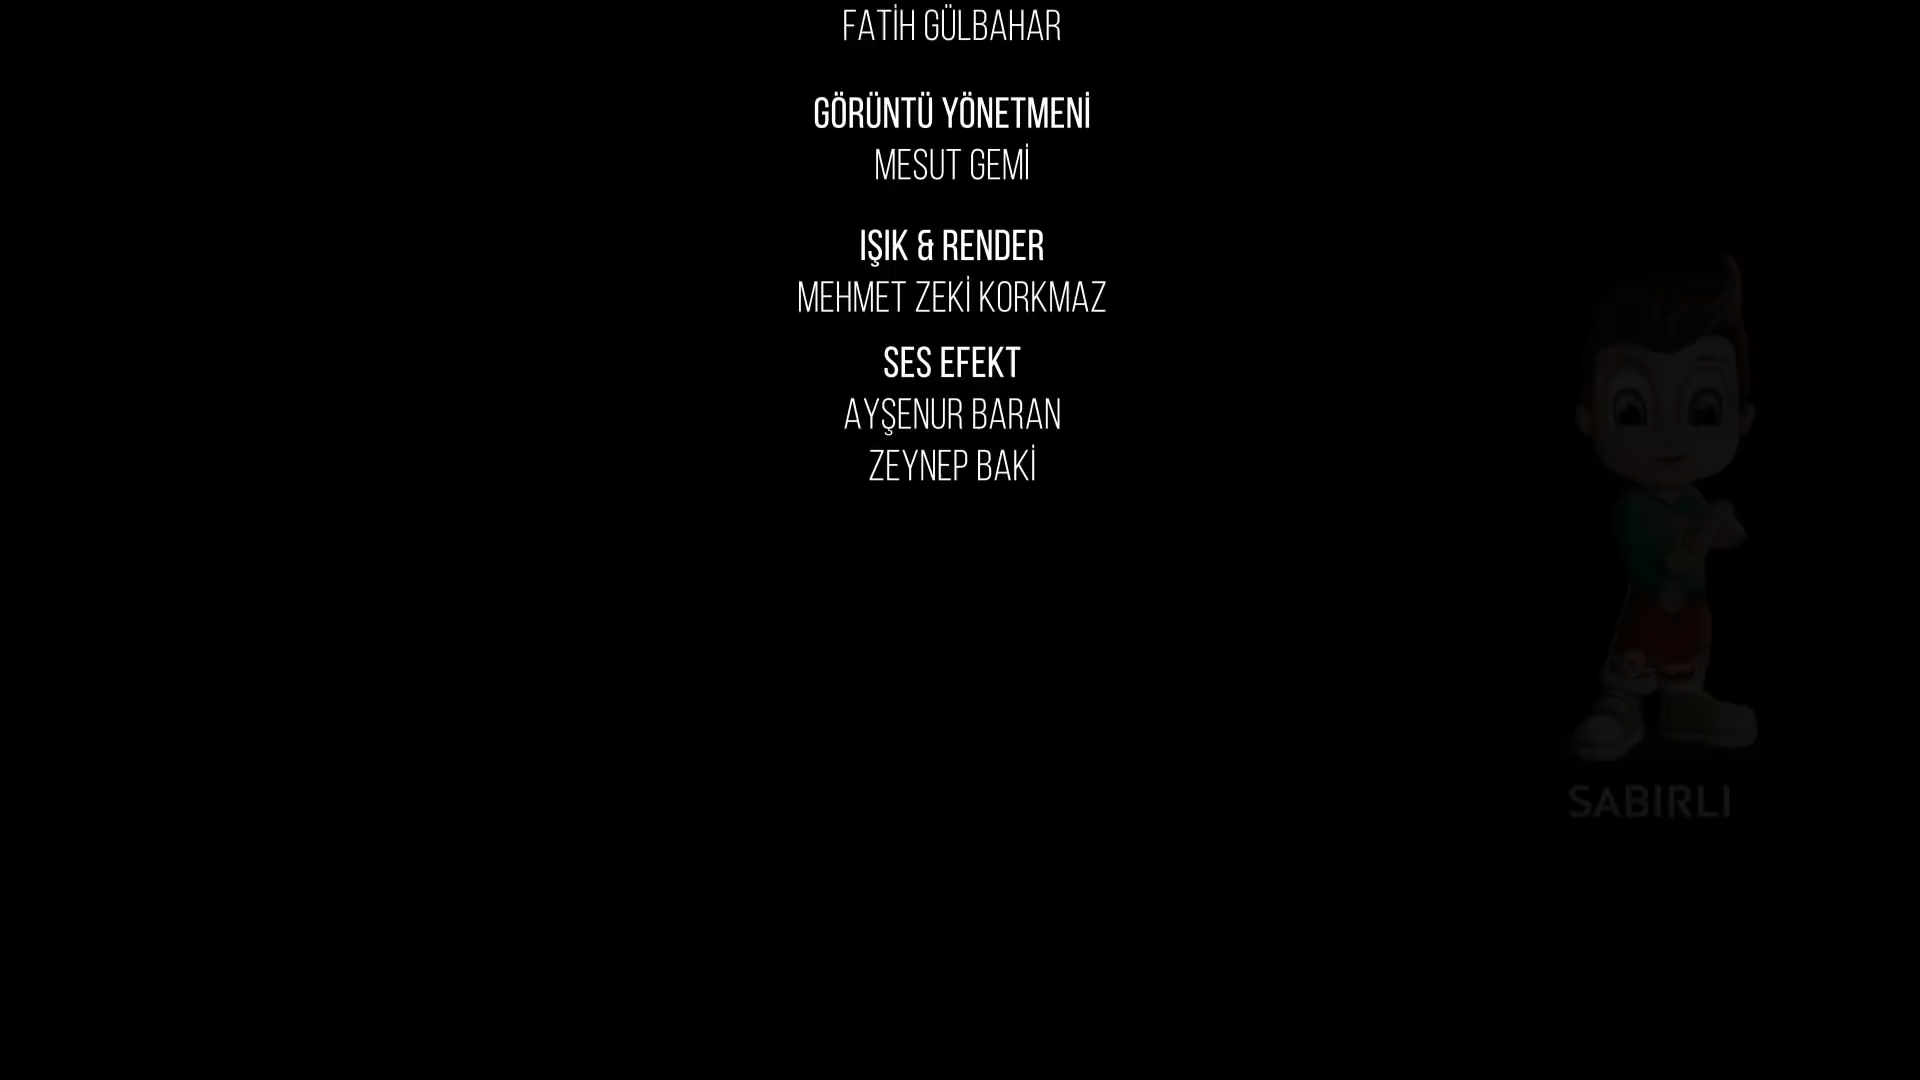 FATİH GÜLBAHAR
GÖRÜNTÜ YÖNETMENİ
MESUT GEMİ
IŞIK & RENDER
MEHMET ZEKİ KORKMAZ
SES EFEKT
AYŞENUR BARAN
ZEYNEP BAKİ
SABIRLI